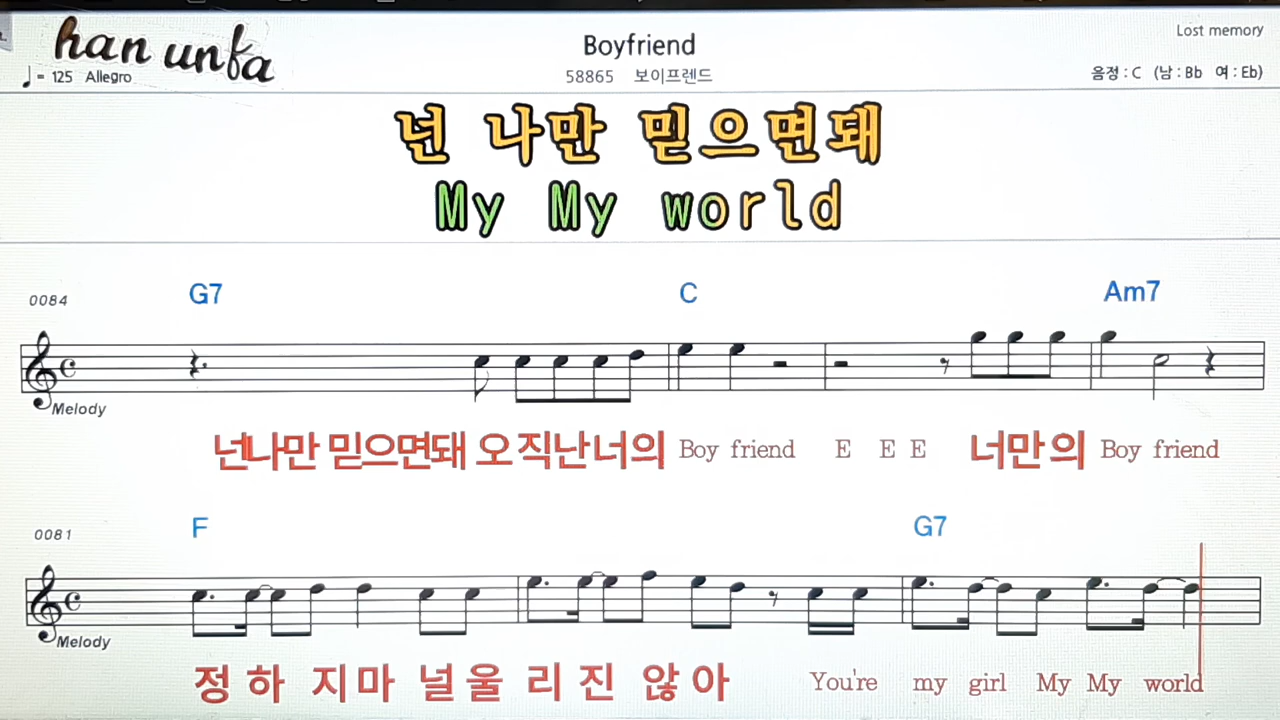 han unfa
Lost memory
Boyfriend
♩ = 125 Allegro
58865 보이프렌드
음정 : C (남 : Bb 여 : Eb)
넌 나만 믿으면돼
My My world
0084 G7 C Am7
Melody
넌나만 믿으면돼 오직난너의 Boy friend E E E 너만의 Boy friend
0081 F G7
Melody
정 하 지마 널울 리 진 않 아 You're my girl My My world